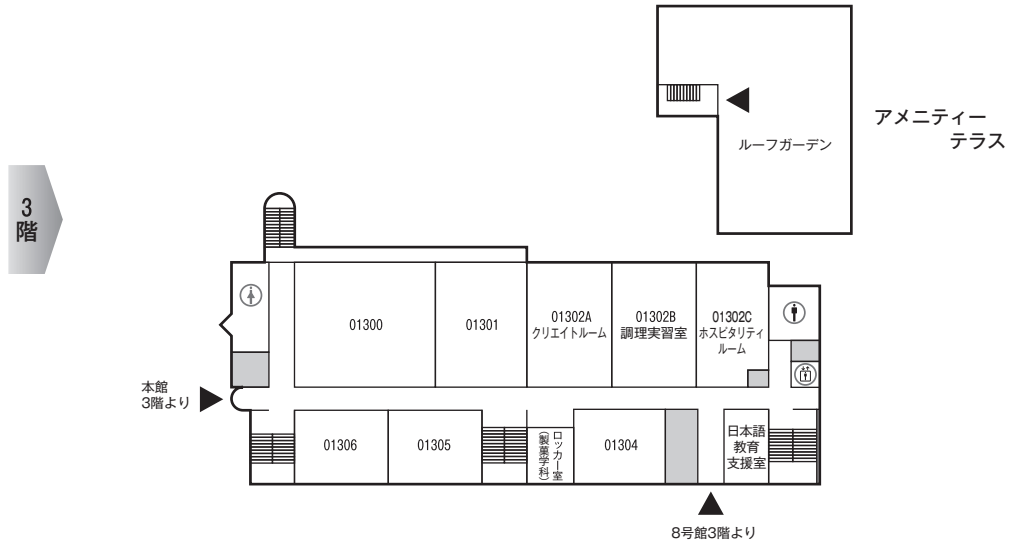 アメニティー
テラス
ルーフガーデン
3
階
01300
01301
01302A
クリエイトルーム
01302B
調理実習室
01302C
ホスピタリティ
ルーム
本館
3階より
01306
01305
ロッカー室
(製菓学科)
01304
日本語
教育
支援室
8号館3階より